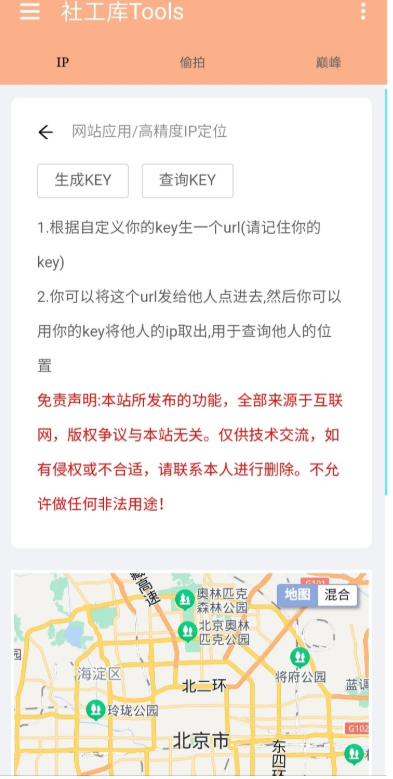 社工库Tools
IP
偷拍
巅峰
网站应用/高精度IP定位
生成KEY
查询KEY
1.根据自定义你的key生一个url(请记住你的
key)
2.你可以将这个url发给他人点进去,然后你可以
用你的key将他人的ip取出,用于查询他人的位
置
免责声明:本站所发布的功能，全部来源于互联
网，版权争议与本站无关。仅供技术交流，如
有侵权或不合适，请联系本人进行删除。不允
许做任何非法用途！
藏高速
奥林匹克
森林公园
G101
地图
混合
北京奥林
匹克公园
园
海淀区
北二环
将府公园
蓝调
玲珑公园
G102
北京市
东四环